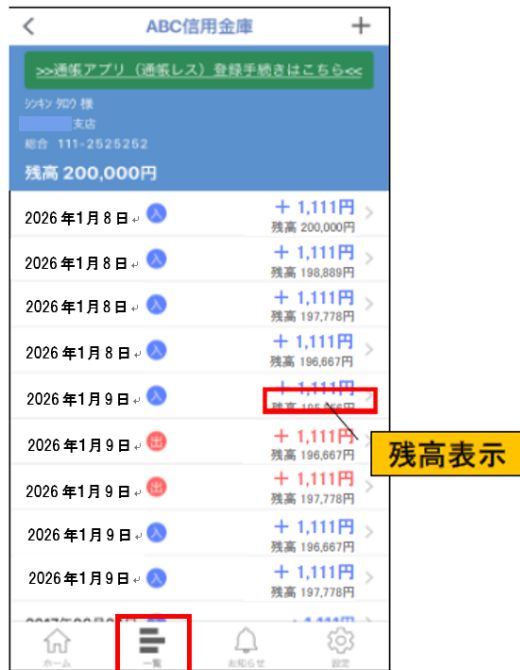 ABC信用金庫
>>通帳アプリ（通帳レス）登録手続きはこちら<<
ｼﾝｷﾝ ﾀﾛｳ 様
支店
総合 111-2525252
残高 200,000円
2026年1月8日 入 ＋ 1,111円
残高 200,000円
2026年1月8日 入 ＋ 1,111円
残高 198,889円
2026年1月8日 入 ＋ 1,111円
残高 197,778円
2026年1月8日 入 ＋ 1,111円
残高 196,667円
2026年1月9日 入 ＋ 1,111円
残高
2026年1月9日 出 ＋ 1,111円
残高 196,667円
残高表示
2026年1月9日 出 ＋ 1,111円
残高 197,778円
2026年1月9日 入 ＋ 1,111円
残高 196,667円
2026年1月9日 入 ＋ 1,111円
残高 197,778円
ホーム
一覧
お知らせ
設定